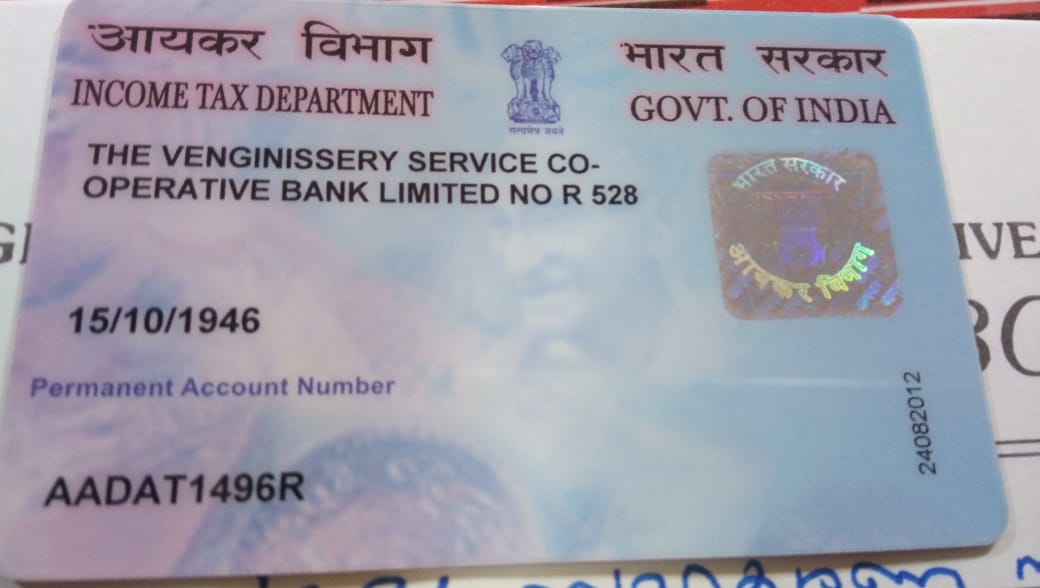 आयकर विभाग भारत सरकार
INCOME TAX DEPARTMENT GOVT. OF INDIA
सत्यमेव जयते
THE VENGINISSERY SERVICE CO-
OPERATIVE BANK LIMITED NO R 528
भारत सरकार
आयकर विभाग
15/10/1946
Permanent Account Number
24082012
AADAT1496R
IVE